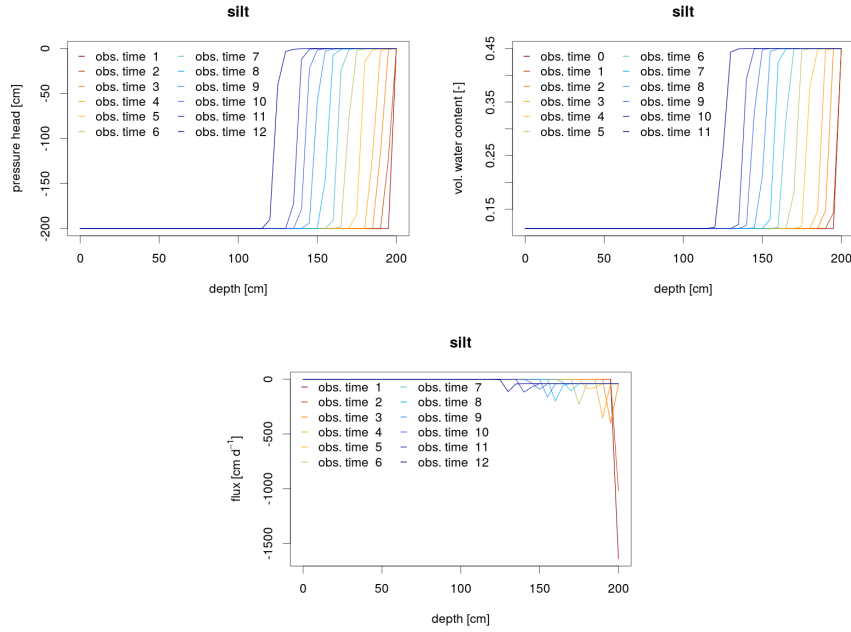 silt
pressure head [cm]
0
-50
-100
-150
-200
obs. time 1
obs. time 2
obs. time 3
obs. time 4
obs. time 5
obs. time 6
obs. time 7
obs. time 8
obs. time 9
obs. time 10
obs. time 11
obs. time 12
0 50 100 150 200
depth [cm]
silt
vol. water content [-]
0.45
0.35
0.25
0.15
obs. time 0
obs. time 1
obs. time 2
obs. time 3
obs. time 4
obs. time 5
obs. time 6
obs. time 7
obs. time 8
obs. time 9
obs. time 10
obs. time 11
0 50 100 150 200
depth [cm]
silt
flux [cm d⁻¹]
0
-500
-1000
-1500
obs. time 1
obs. time 2
obs. time 3
obs. time 4
obs. time 5
obs. time 6
obs. time 7
obs. time 8
obs. time 9
obs. time 10
obs. time 11
obs. time 12
0 50 100 150 200
depth [cm]